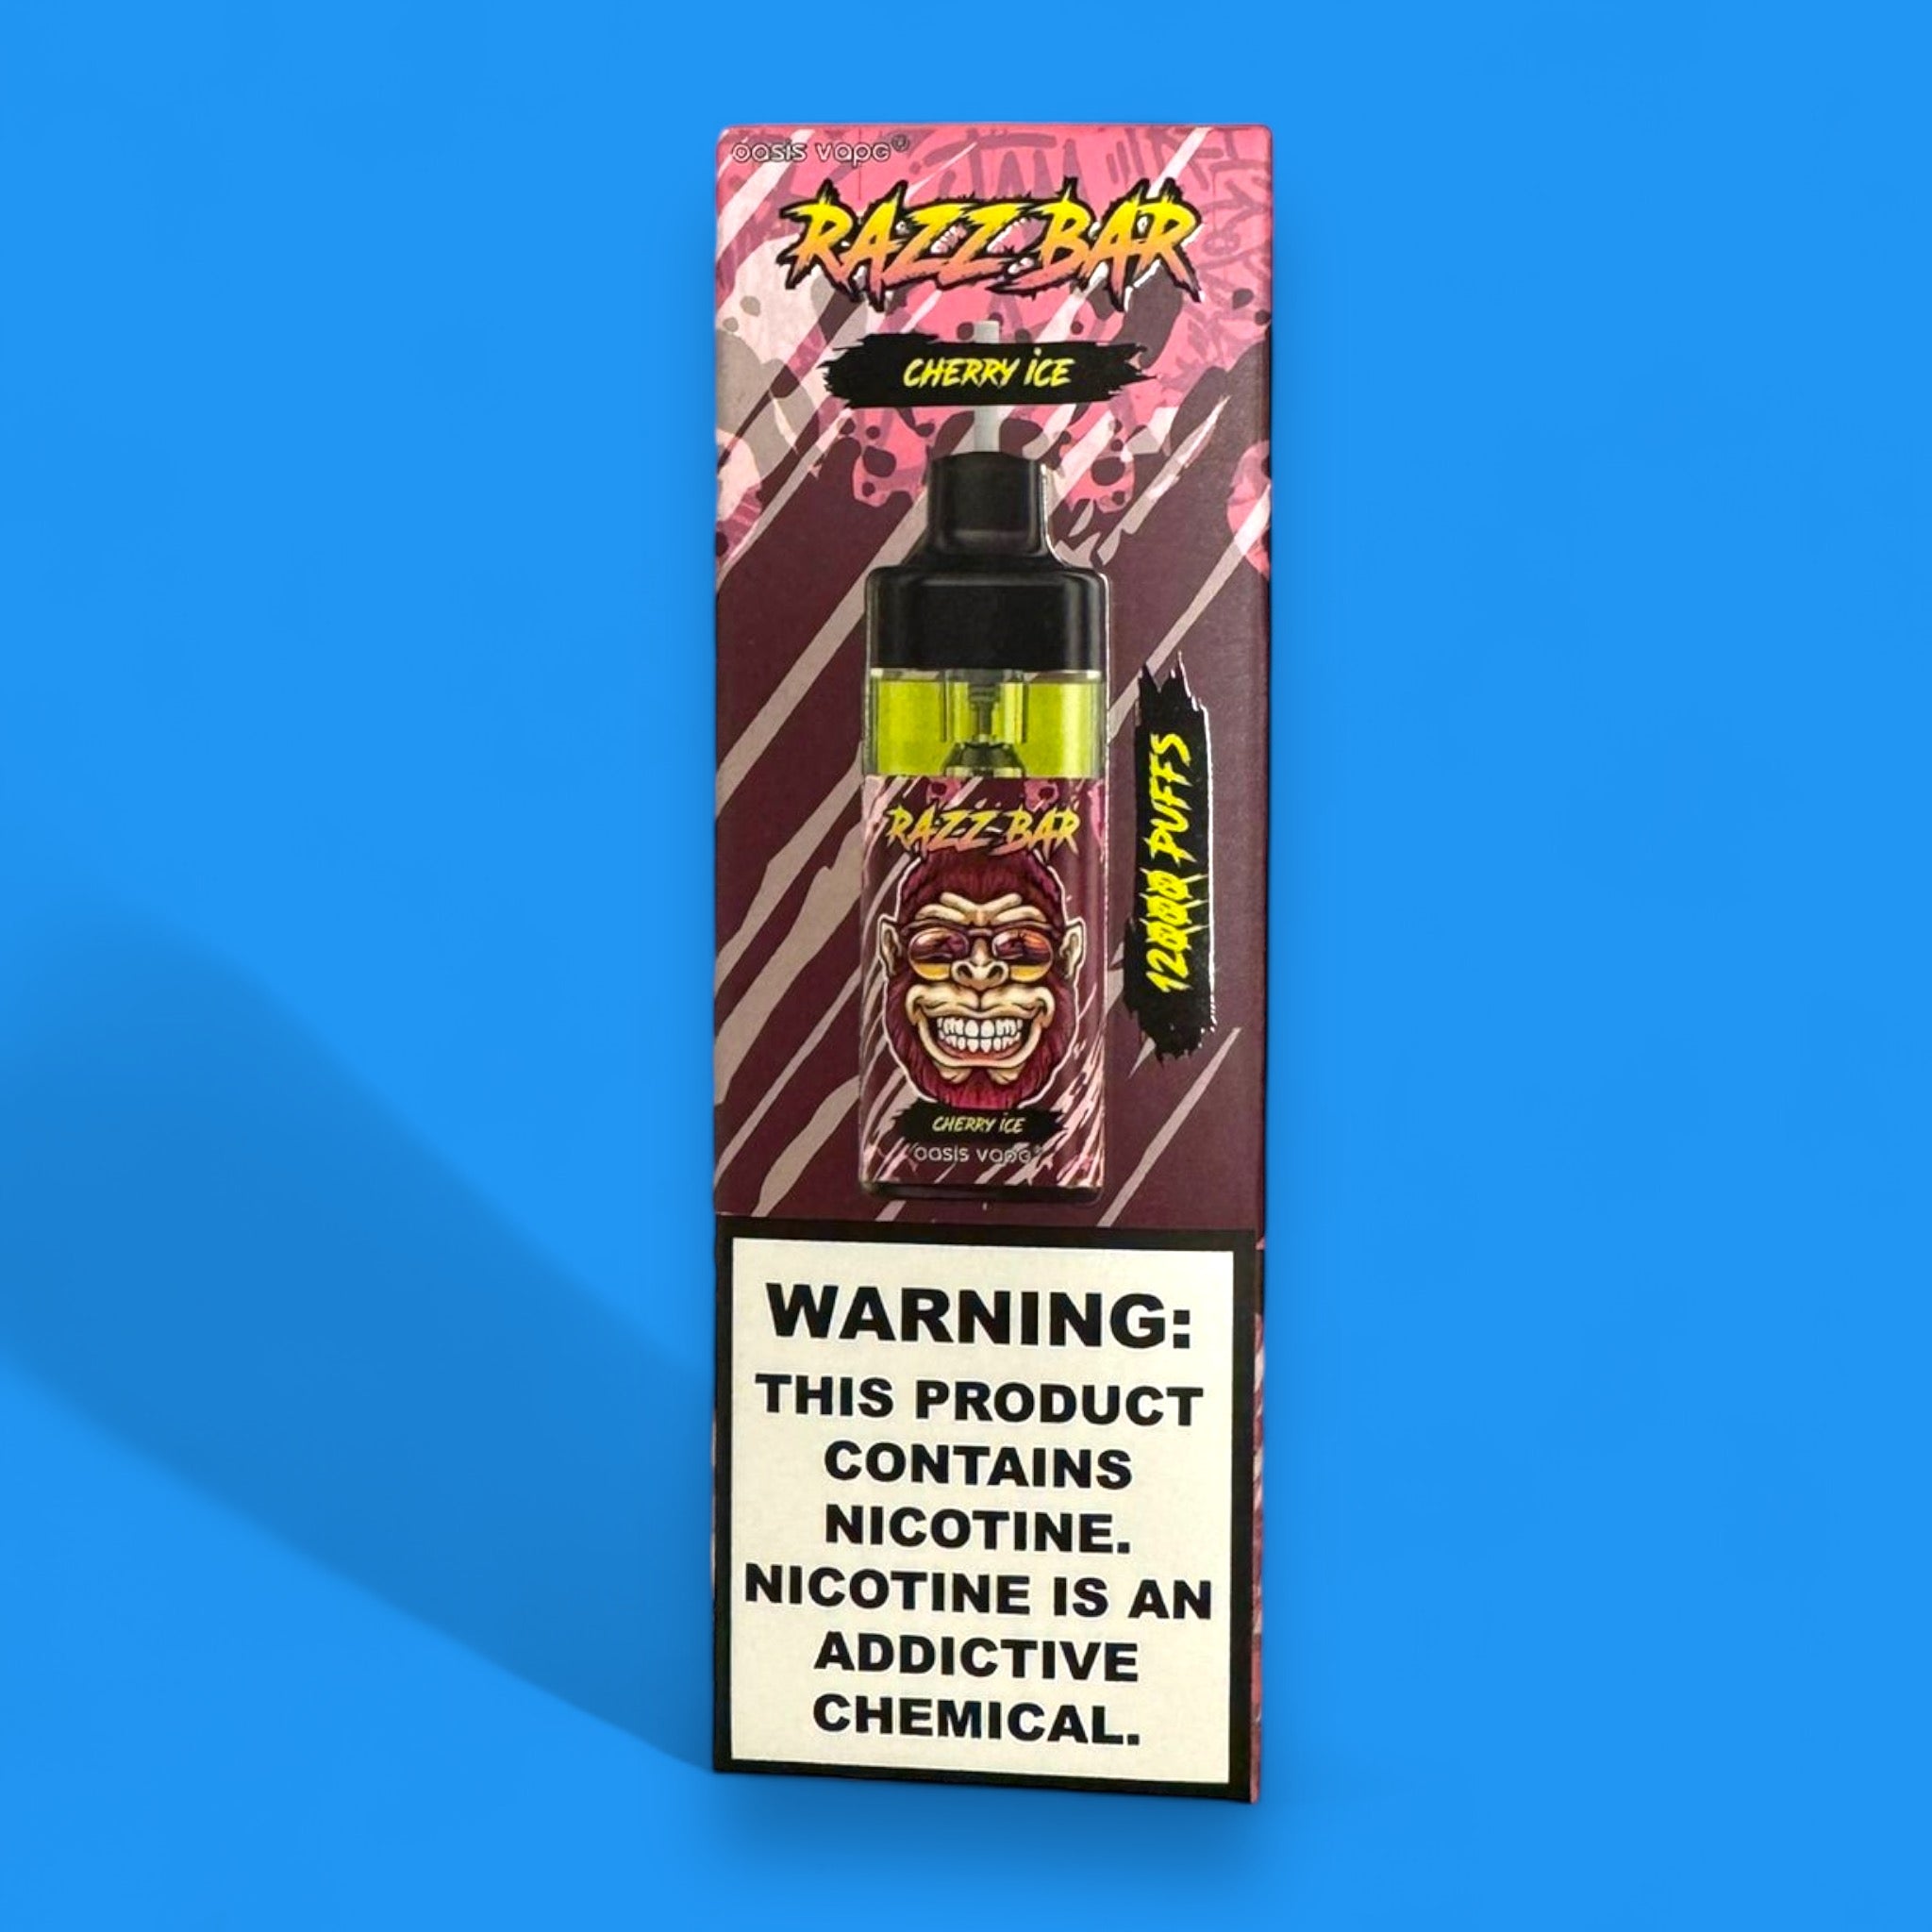 oasis vape®
RAZZ BAR
CHERRY iCE
12000 PUFFS
RAZZ BAR
CHERRY iCE
oasis vape®
WARNING:
THIS PRODUCT
CONTAINS
NICOTINE.
NICOTINE IS AN
ADDICTIVE
CHEMICAL.